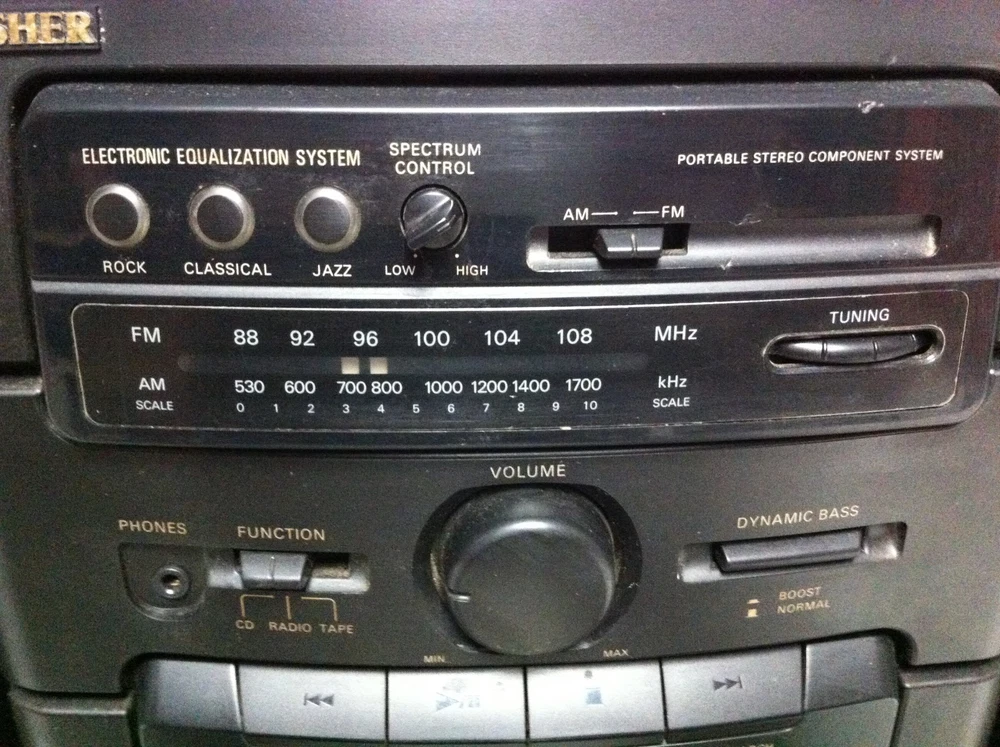 SHER
ELECTRONIC EQUALIZATION SYSTEM
SPECTRUM
CONTROL
PORTABLE STEREO COMPONENT SYSTEM
ROCK CLASSICAL JAZZ
LOW HIGH
AM FM
TUNING
FM 88 92 96 100 104 108 MHz
AM 530 600 700 800 1000 1200 1400 1700 kHz
SCALE 0 1 2 3 4 5 6 7 8 9 10 SCALE
VOLUME
MIN MAX
PHONES
FUNCTION
CD RADIO TAPE
DYNAMIC BASS
BOOST
NORMAL